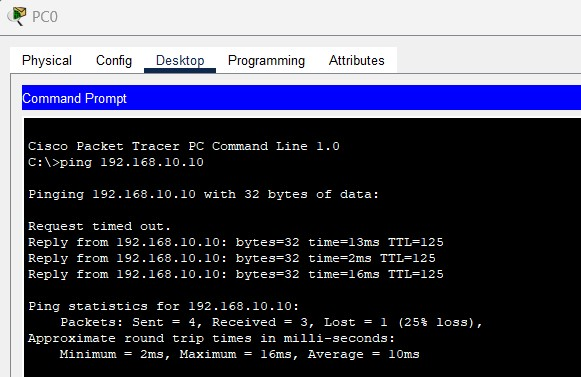 PC0
Physical Config Desktop Programming Attributes
Command Prompt
Cisco Packet Tracer PC Command Line 1.0
C:\>ping 192.168.10.10
Pinging 192.168.10.10 with 32 bytes of data:
Request timed out.
Reply from 192.168.10.10: bytes=32 time=13ms TTL=125
Reply from 192.168.10.10: bytes=32 time=2ms TTL=125
Reply from 192.168.10.10: bytes=32 time=16ms TTL=125
Ping statistics for 192.168.10.10:
Packets: Sent = 4, Received = 3, Lost = 1 (25% loss),
Approximate round trip times in milli-seconds:
Minimum = 2ms, Maximum = 16ms, Average = 10ms